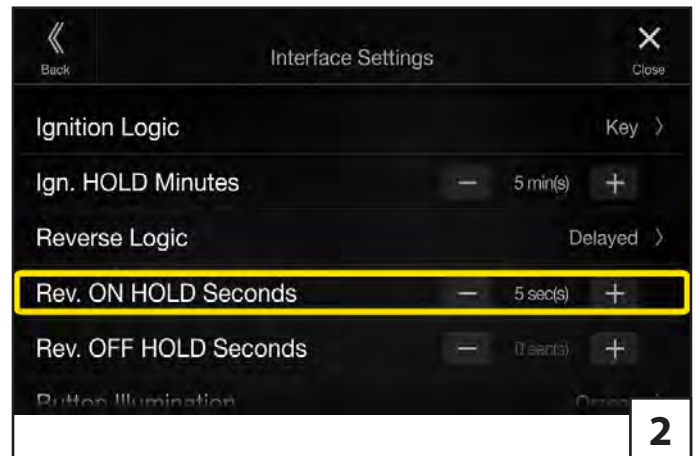 Interface Settings
Back
Close
Ignition Logic Key
Ign. HOLD Minutes − 5 min(s) +
Reverse Logic Delayed
Rev. ON HOLD Seconds − 5 sec(s) +
Rev. OFF HOLD Seconds − 0 sec(s) +
Button Illumination
2